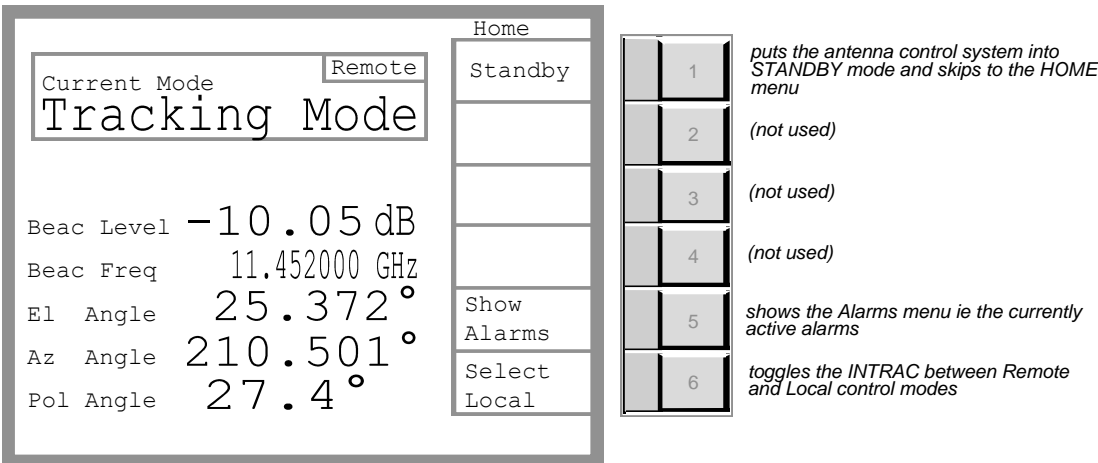 Home
Remote
Current Mode
Tracking Mode
Standby
Beac Level -10.05 dB
Beac Freq 11.452000 GHz
El Angle 25.372°
Az Angle 210.501°
Pol Angle 27.4°
Show
Alarms
Select
Local
1
puts the antenna control system into
STANDBY mode and skips to the HOME
menu
2
(not used)
3
(not used)
4
(not used)
5
shows the Alarms menu ie the currently
active alarms
6
toggles the INTRAC between Remote
and Local control modes